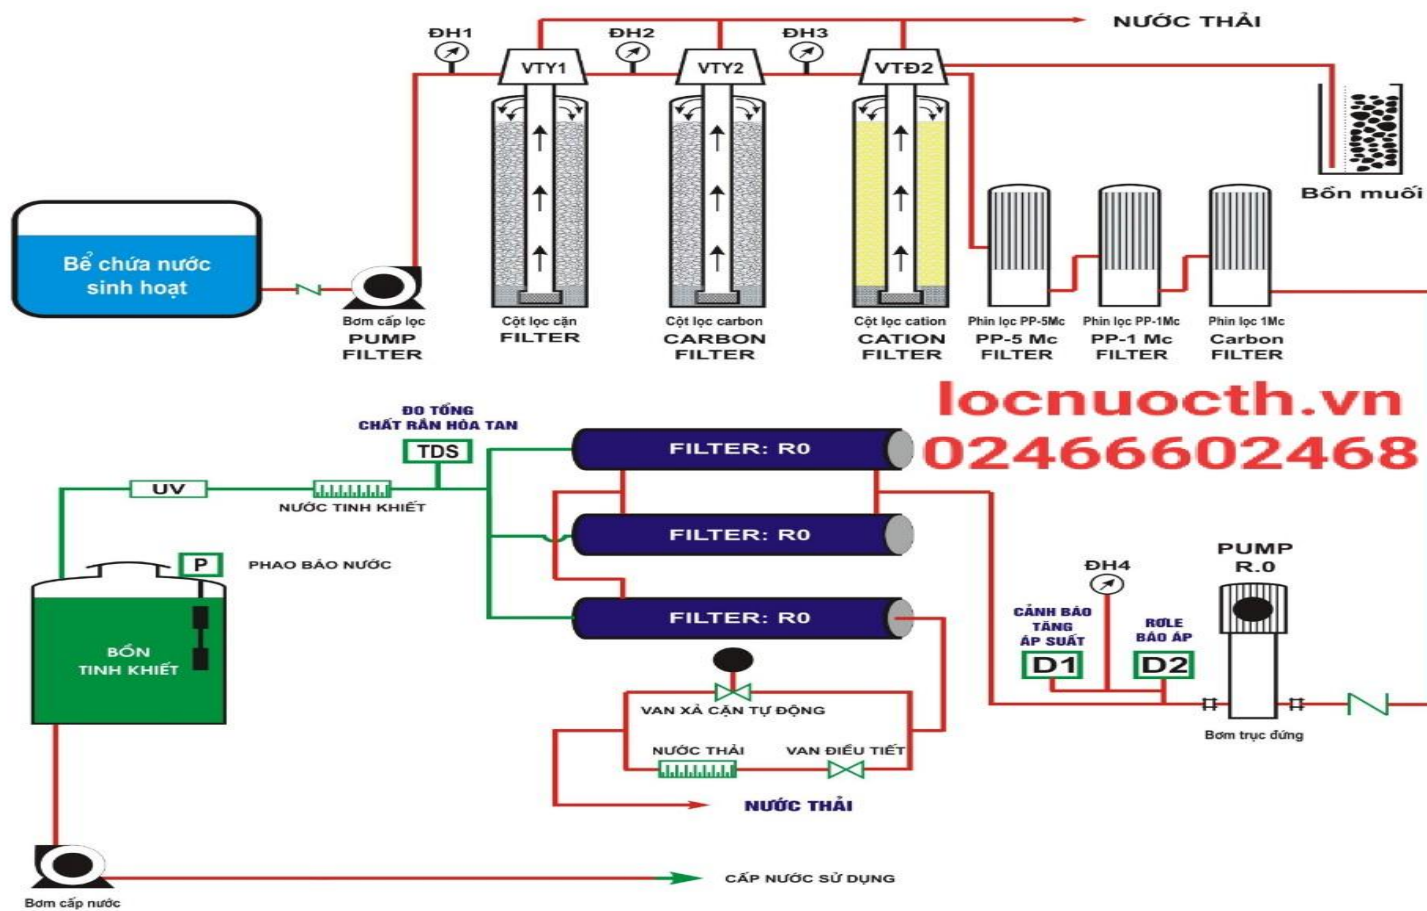 NƯỚC THẢI
ĐH1
ĐH2
ĐH3
VTY1
VTY2
VTĐ2
Bồn muối
Bể chứa nước
sinh hoạt
Bơm cấp lọc
PUMP
FILTER
Cột lọc cặn
FILTER
Cột lọc carbon
CARBON
FILTER
Cột lọc cation
CATION
FILTER
Phin lọc PP-5Mc
PP-5 Mc
FILTER
Phin lọc PP-1Mc
PP-1 Mc
FILTER
Phin lọc 1Mc
Carbon
FILTER
locnuocth.vn
02466602468
ĐO TỔNG
CHẤT RẮN HÒA TAN
TDS
FILTER: R0
UV
NƯỚC TINH KHIẾT
FILTER: R0
P
PHAO BÁO NƯỚC
FILTER: R0
PUMP
R.0
ĐH4
CẢNH BÁO
TĂNG
ÁP SUẤT
D1
RƠLE
BÁO ÁP
D2
Bơm trục đứng
BỒN
TINH KHIẾT
VAN XẢ CẶN TỰ ĐỘNG
NƯỚC THẢI
VAN ĐIỀU TIẾT
NƯỚC THẢI
CẤP NƯỚC SỬ DỤNG
Bơm cấp nước